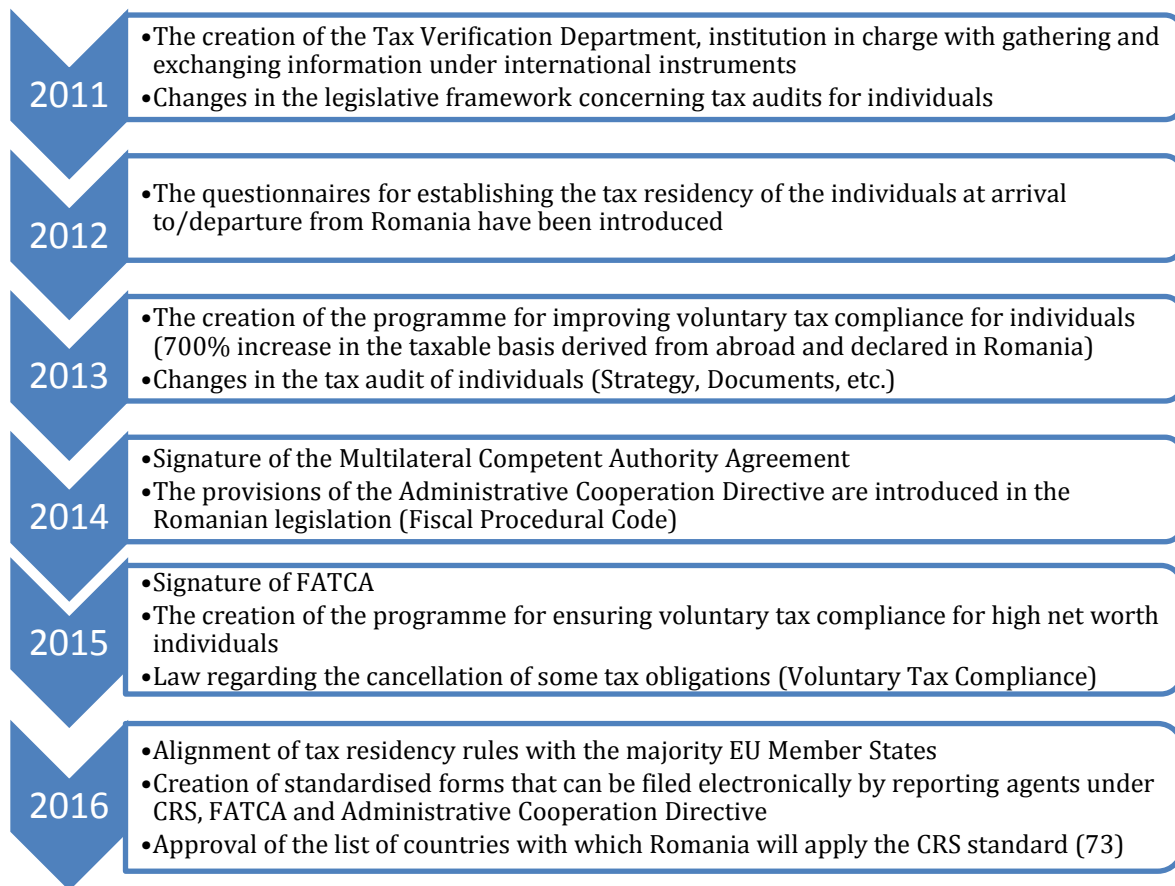 2011
•The creation of the Tax Verification Department, institution in charge with gathering and
exchanging information under international instruments
•Changes in the legislative framework concerning tax audits for individuals
2012
•The questionnaires for establishing the tax residency of the individuals at arrival
to/departure from Romania have been introduced
2013
•The creation of the programme for improving voluntary tax compliance for individuals
(700% increase in the taxable basis derived from abroad and declared in Romania)
•Changes in the tax audit of individuals (Strategy, Documents, etc.)
2014
•Signature of the Multilateral Competent Authority Agreement
•The provisions of the Administrative Cooperation Directive are introduced in the
Romanian legislation (Fiscal Procedural Code)
2015
•Signature of FATCA
•The creation of the programme for ensuring voluntary tax compliance for high net worth
individuals
•Law regarding the cancellation of some tax obligations (Voluntary Tax Compliance)
2016
•Alignment of tax residency rules with the majority EU Member States
•Creation of standardised forms that can be filed electronically by reporting agents under
CRS, FATCA and Administrative Cooperation Directive
•Approval of the list of countries with which Romania will apply the CRS standard (73)